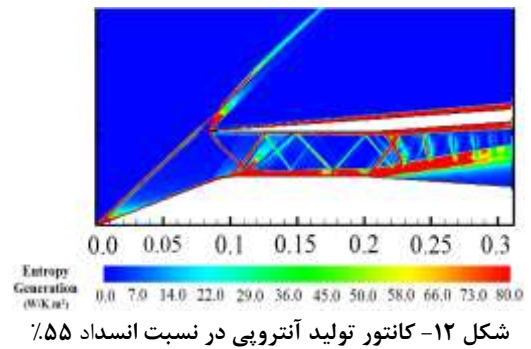 0.0 0.05 0.1 0.15 0.2 0.25 0.3
Entropy
Generation
(W/K.m²)
0.0 7.0 14.0 22.0 29.0 36.0 45.0 50.0 58.0 66.0 73.0 80.0
شکل ۱۲- کانتور تولید آنتروپی در نسبت انسداد ۵۵٪